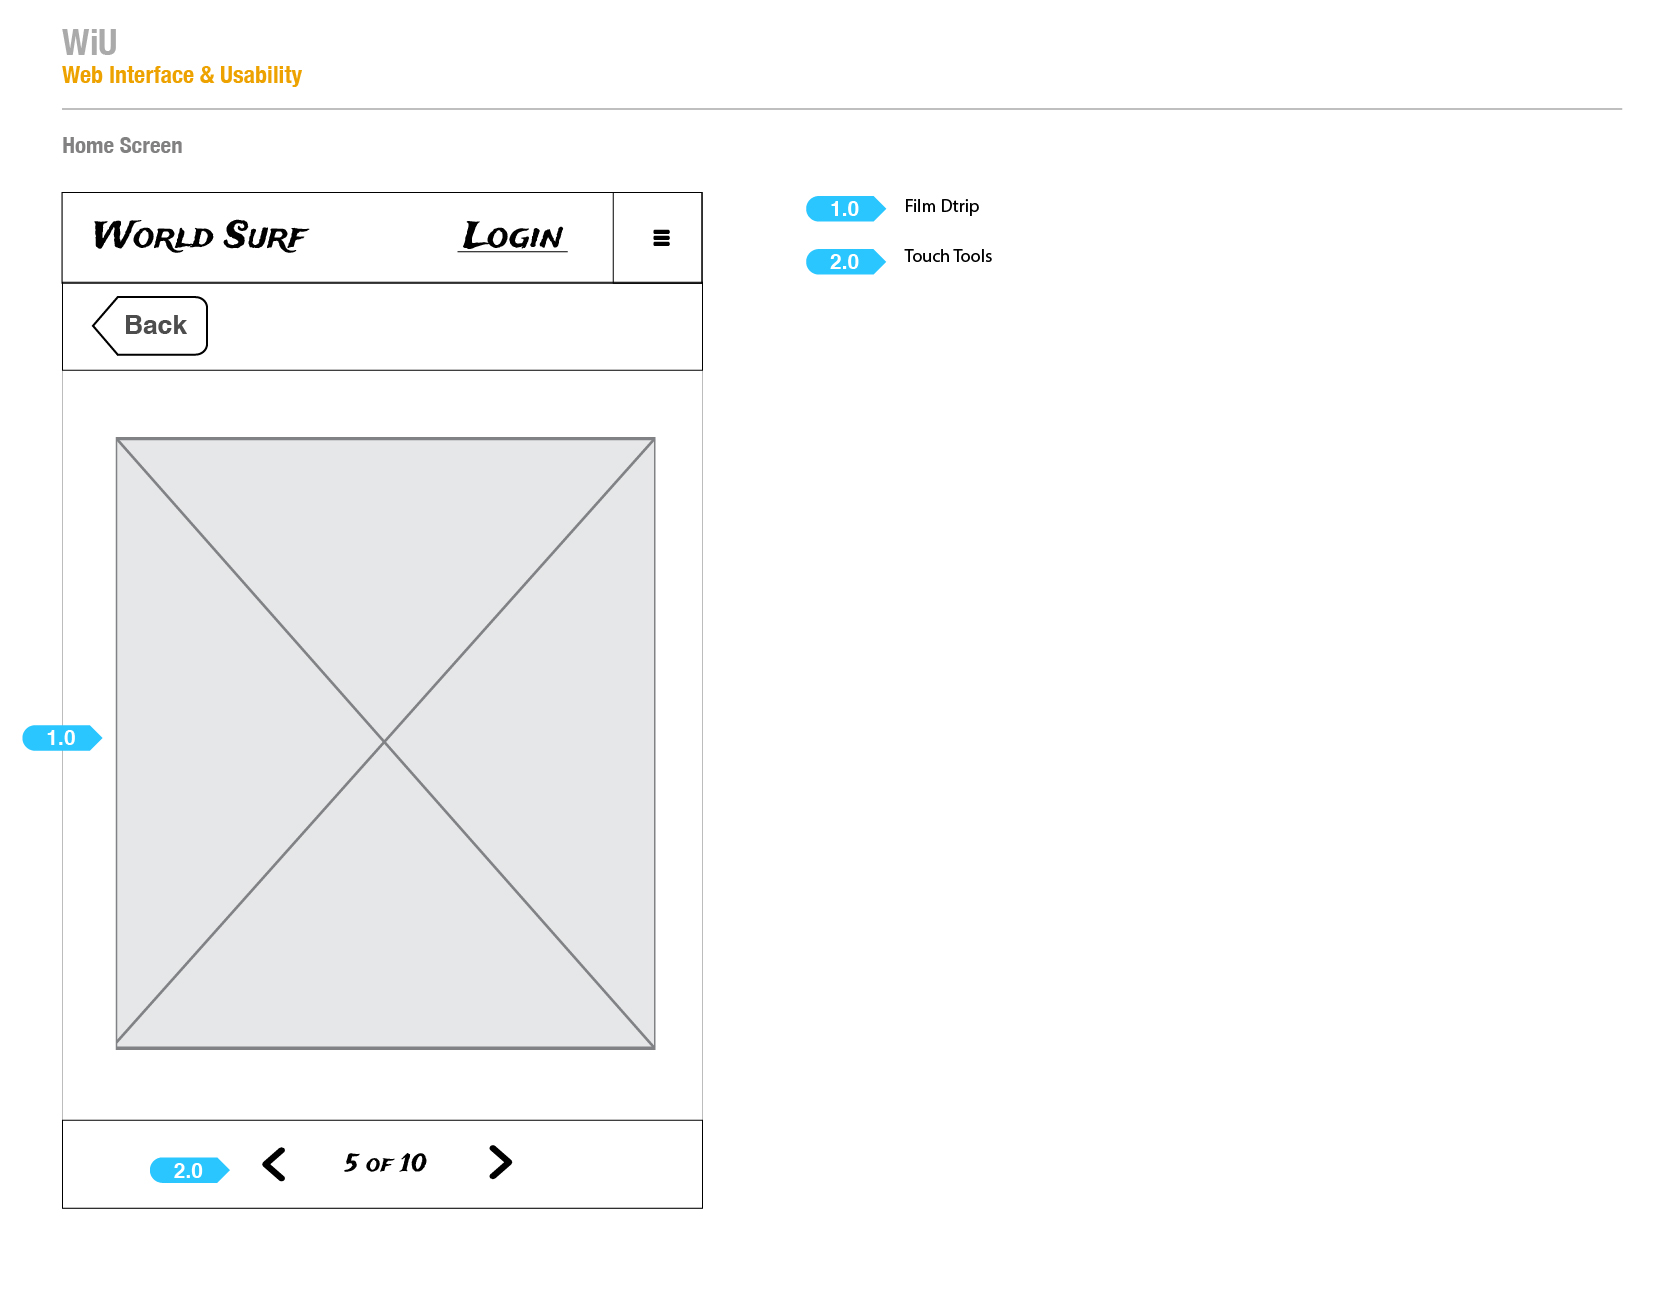 WiU
Web Interface & Usability
Home Screen
World Surf
Login
Back
1.0 Film Dtrip
2.0 Touch Tools
1.0
2.0
5 of 10